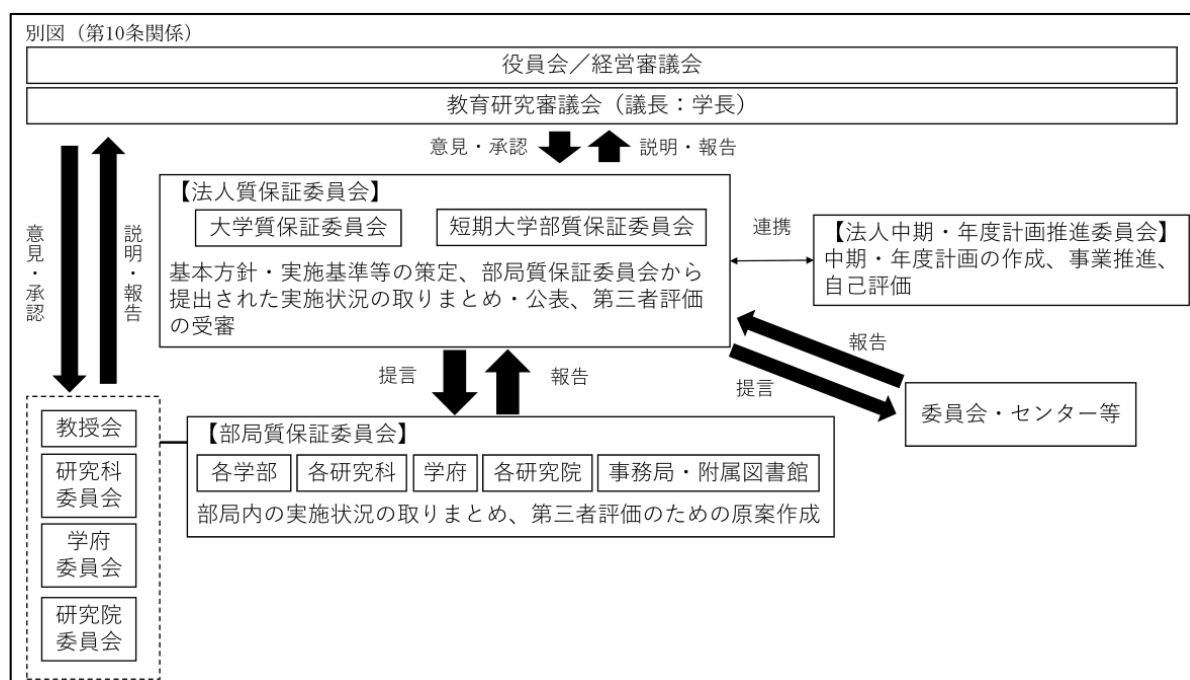 別図(第10条関係)
役員会/経営審議会
教育研究審議会(議長:学長)
意見・承認
説明・報告
意見・承認
説明・報告
【法人質保証委員会】
大学質保証委員会
短期大学部質保証委員会
基本方針・実施基準等の策定、部局質保証委員会から
提出された実施状況の取りまとめ・公表、第三者評価
の受審
連携
【法人中期・年度計画推進委員会】
中期・年度計画の作成、事業推進、
自己評価
報告
提言
委員会・センター等
提言
報告
教授会
研究科
委員会
学府
委員会
研究院
委員会
【部局質保証委員会】
各学部
各研究科
学府
各研究院
事務局・附属図書館
部局内の実施状況の取りまとめ、第三者評価のための原案作成